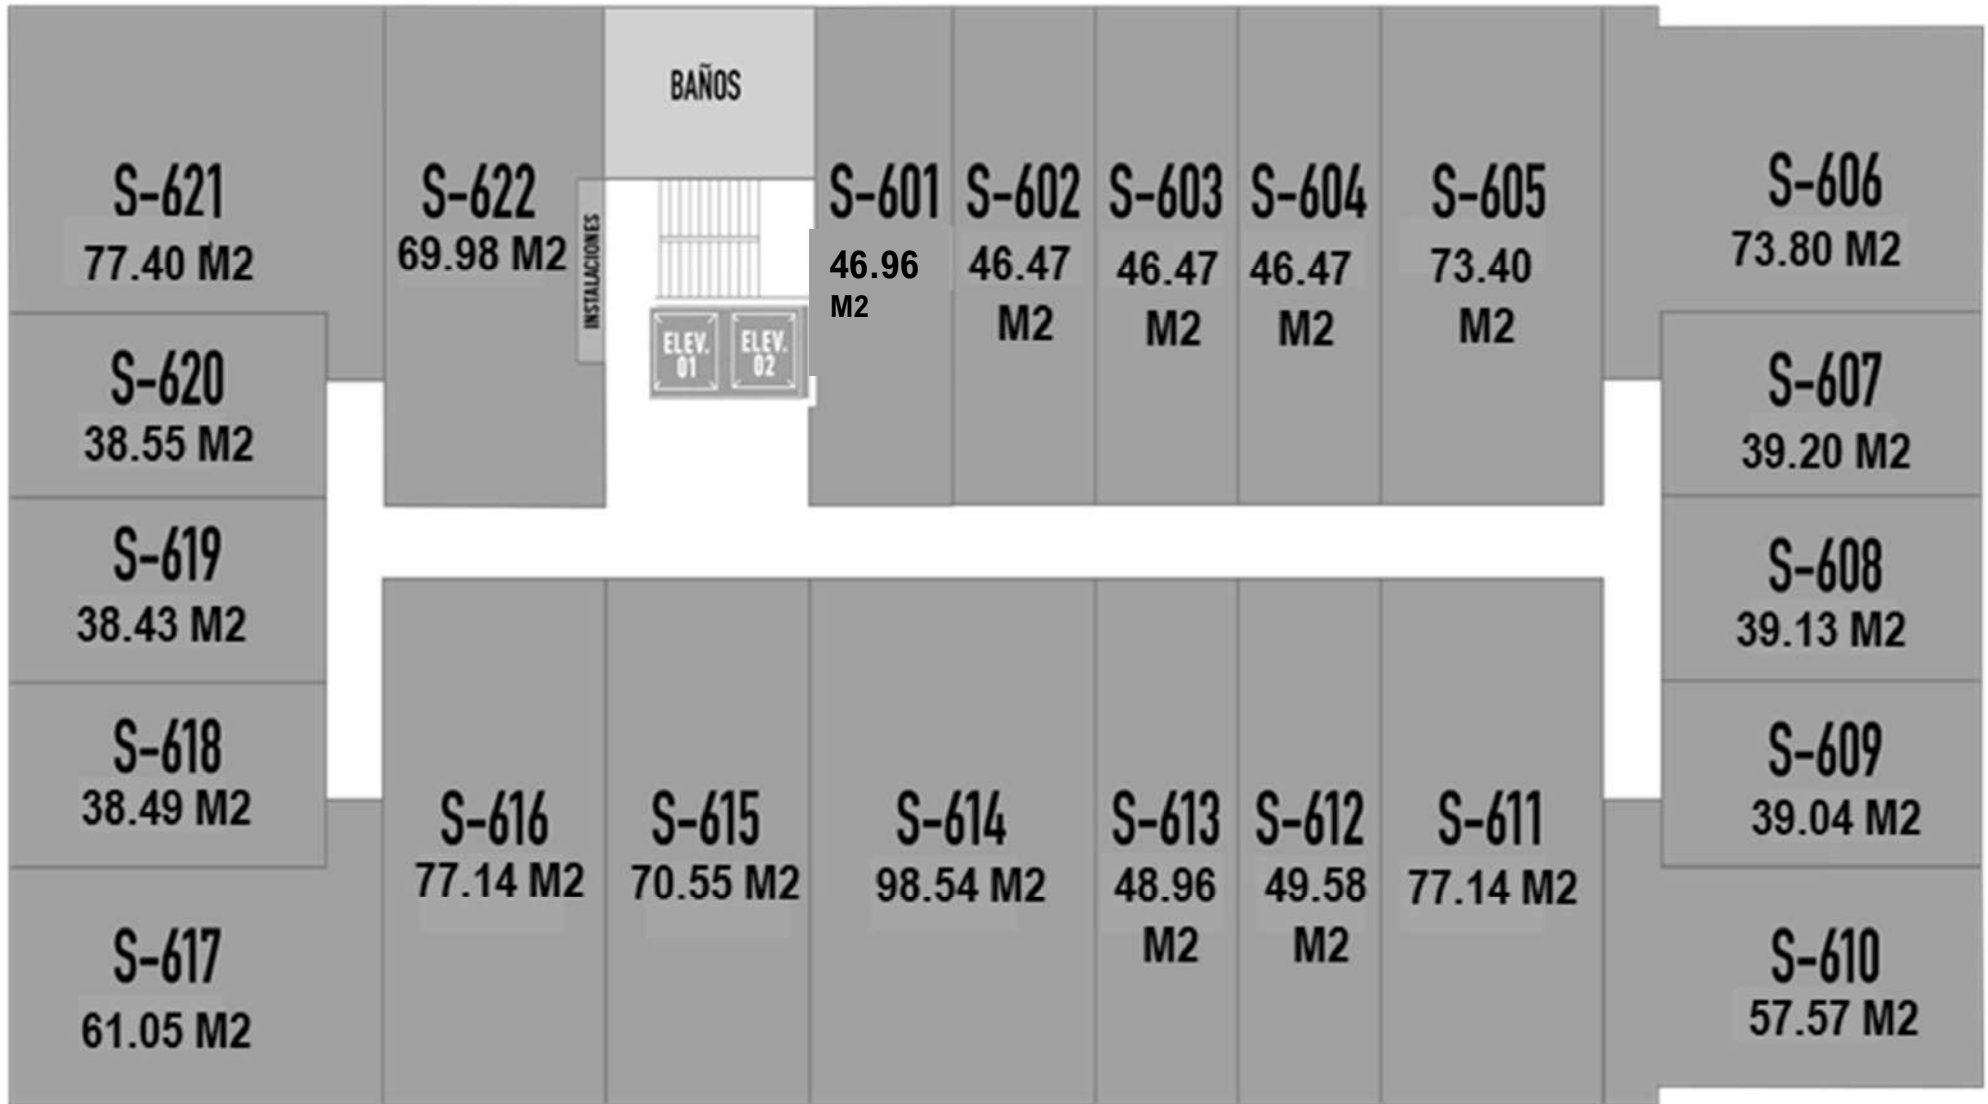 BAÑOS
S-621
77.40 M2
S-622
69.98 M2
INSTALACIONES
ELEV.
01
ELEV.
02
S-601
46.96
M2
S-602
46.47
M2
S-603
46.47
M2
S-604
46.47
M2
S-605
73.40
M2
S-606
73.80 M2
S-620
38.55 M2
S-607
39.20 M2
S-619
38.43 M2
S-608
39.13 M2
S-618
38.49 M2
S-609
39.04 M2
S-616
77.14 M2
S-615
70.55 M2
S-614
98.54 M2
S-613
48.96
M2
S-612
49.58
M2
S-611
77.14 M2
S-617
61.05 M2
S-610
57.57 M2